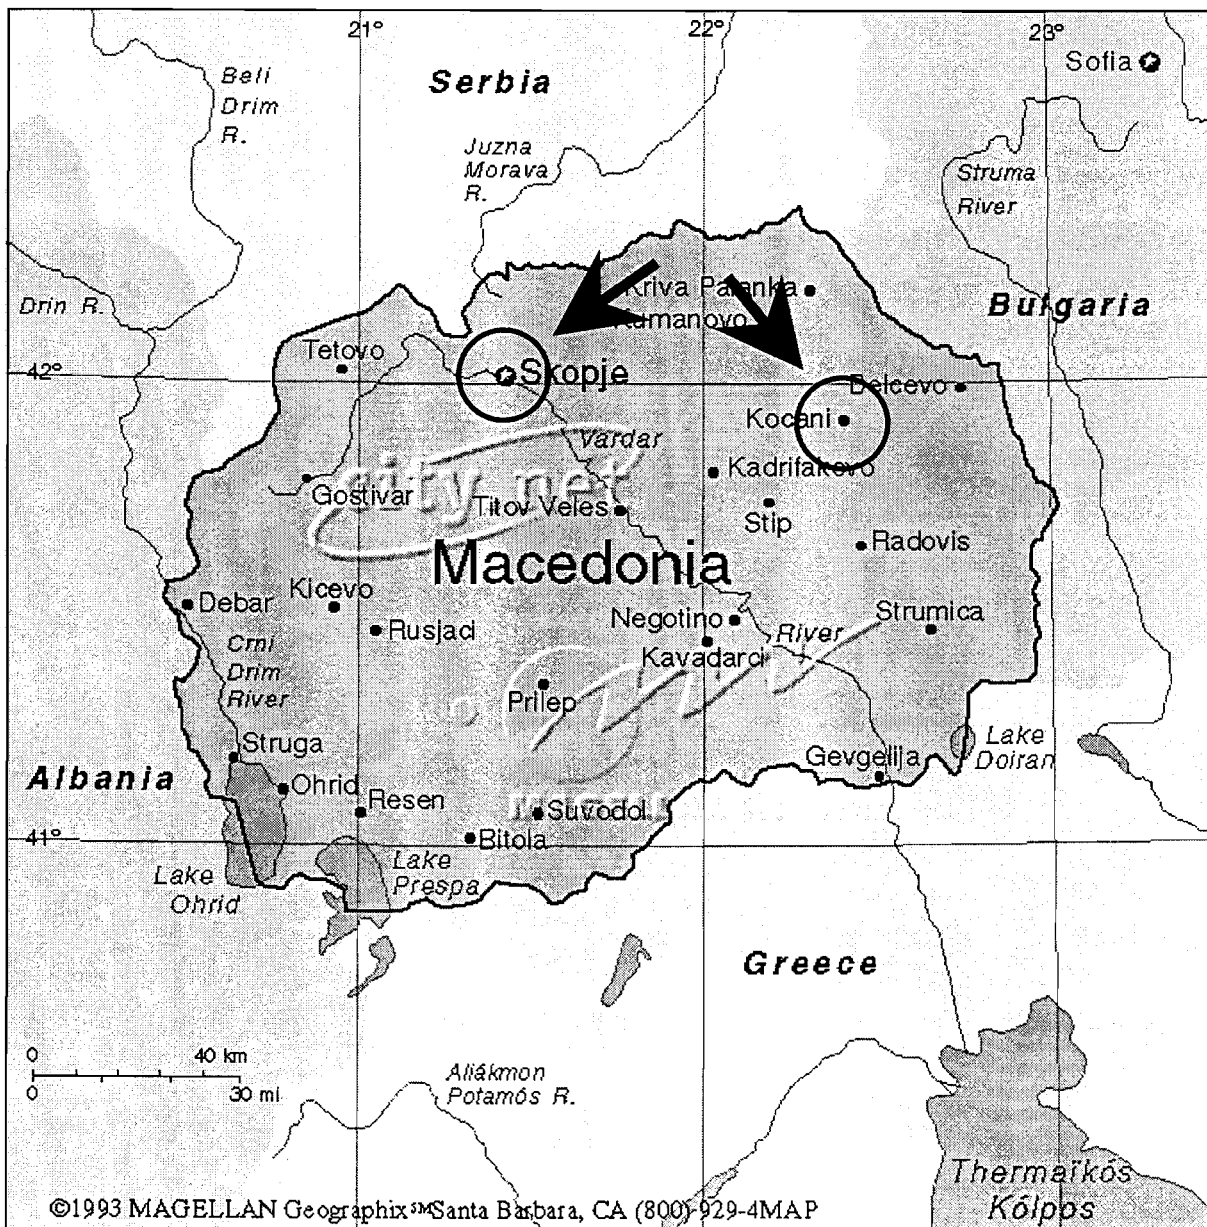 21°
22°
23°
Sofia
Beli
Drim
R.
Serbia
Juzna
Morava
R.
Struma
River
Drin R.
Kriva Palanka
Kumanovo
Bulgaria
Tetovo
42°
Skopje
Delcevo
Kocani
Vardar
city net
Kadrifakovo
Gostivar
Titov Veles
Stip
Radovis
Macedonia
Kicevo
Debar
Negotino
Strumica
Rusjaci
River
Kavadarci
Crni
Drim
River
Prilep
Struga
Lake
Doiran
Gevgelija
Albania
Ohrid
Resen
Suvodol
41°
Bitola
Lake
Prespa
Lake
Ohrid
Greece
0 40 km
0 30 mi
Aliákmon
Potamós R.
Thermaïkós
Kólpos
©1993 MAGELLAN Geographix℠Santa Barbara, CA (800) 929-4MAP